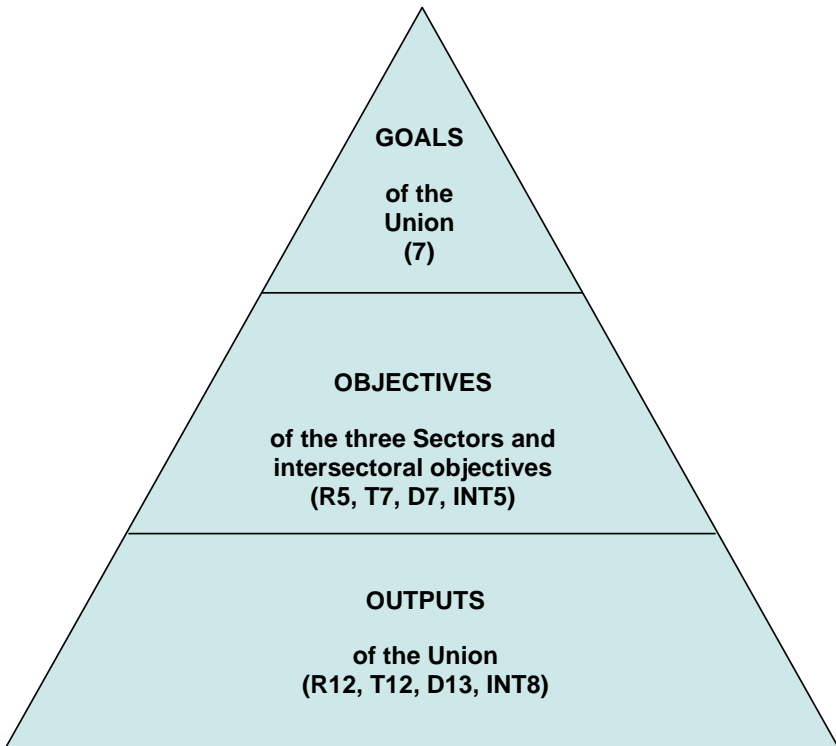 GOALS
of the
Union
(7)
OBJECTIVES
of the three Sectors and
intersectoral objectives
(R5, T7, D7, INT5)
OUTPUTS
of the Union
(R12, T12, D13, INT8)